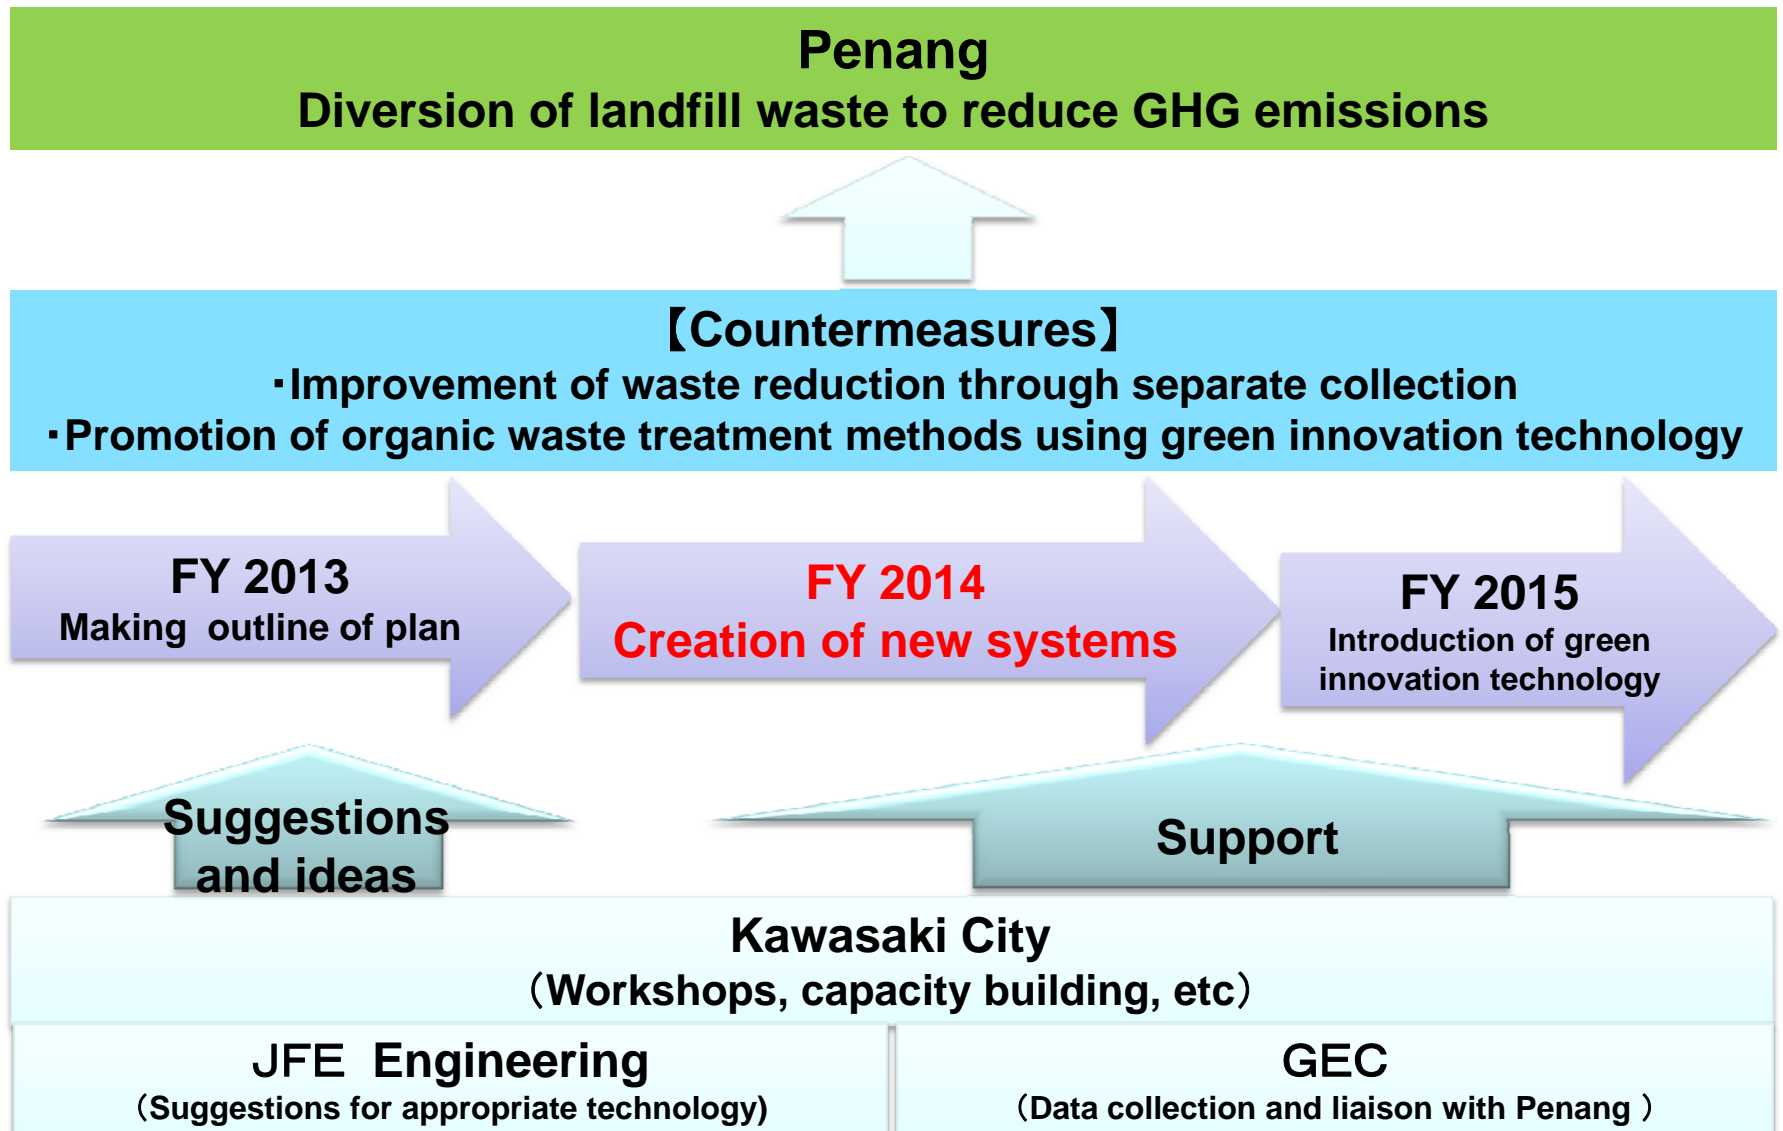 Penang
Diversion of landfill waste to reduce GHG emissions
【Countermeasures】
・Improvement of waste reduction through separate collection
・Promotion of organic waste treatment methods using green innovation technology
FY 2013
Making outline of plan
FY 2014
Creation of new systems
FY 2015
Introduction of green
innovation technology
Suggestions
and ideas
Support
Kawasaki City
（Workshops, capacity building, etc）
JFE Engineering
（Suggestions for appropriate technology)
GEC
（Data collection and liaison with Penang ）